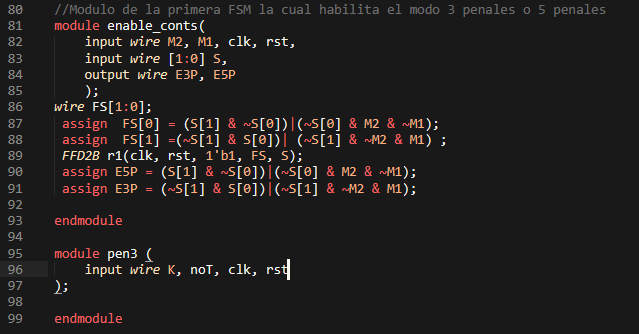 80 //Modulo de la primera FSM la cual habilita el modo 3 penales o 5 penales
81 module enable_conts(
82 input wire M2, M1, clk, rst,
83 input wire [1:0] S,
84 output wire E3P, E5P
85 );
86 wire FS[1:0];
87 assign  FS[0] = (S[1] & ~S[0])|(~S[0] & M2 & ~M1);
88 assign  FS[1] =(~S[1] & S[0])| (~S[1] & ~M2 & M1) ;
89 FFD2B r1(clk, rst, 1'b1, FS, S);
90 assign E5P = (S[1] & ~S[0])|(~S[0] & M2 & ~M1);
91 assign E3P = (~S[1] & S[0])|(~S[1] & ~M2 & M1);
92
93 endmodule
94
95 module pen3 (
96 input wire K, noT, clk, rst
97 );
98
99 endmodule